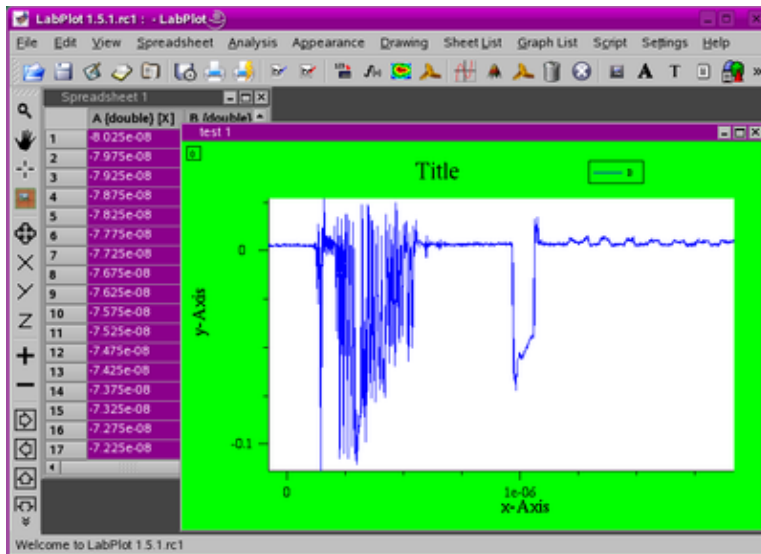 LabPlot 1.5.1.rc1 : - LabPlot
File Edit View Spreadsheet Analysis Appearance Drawing Sheet List Graph List Script Settings Help
Spreadsheet 1
A {double} [X] B {double}
test 1
1 -8.025e-08
2 -7.975e-08
3 -7.925e-08
4 -7.875e-08
5 -7.825e-08
6 -7.775e-08
7 -7.725e-08
8 -7.675e-08
9 -7.625e-08
10 -7.575e-08
11 -7.525e-08
12 -7.475e-08
13 -7.425e-08
14 -7.375e-08
15 -7.325e-08
16 -7.275e-08
17 -7.225e-08
Title
y-Axis
0
-0.1
0 1e-06
x-Axis
Welcome to LabPlot 1.5.1.rc1